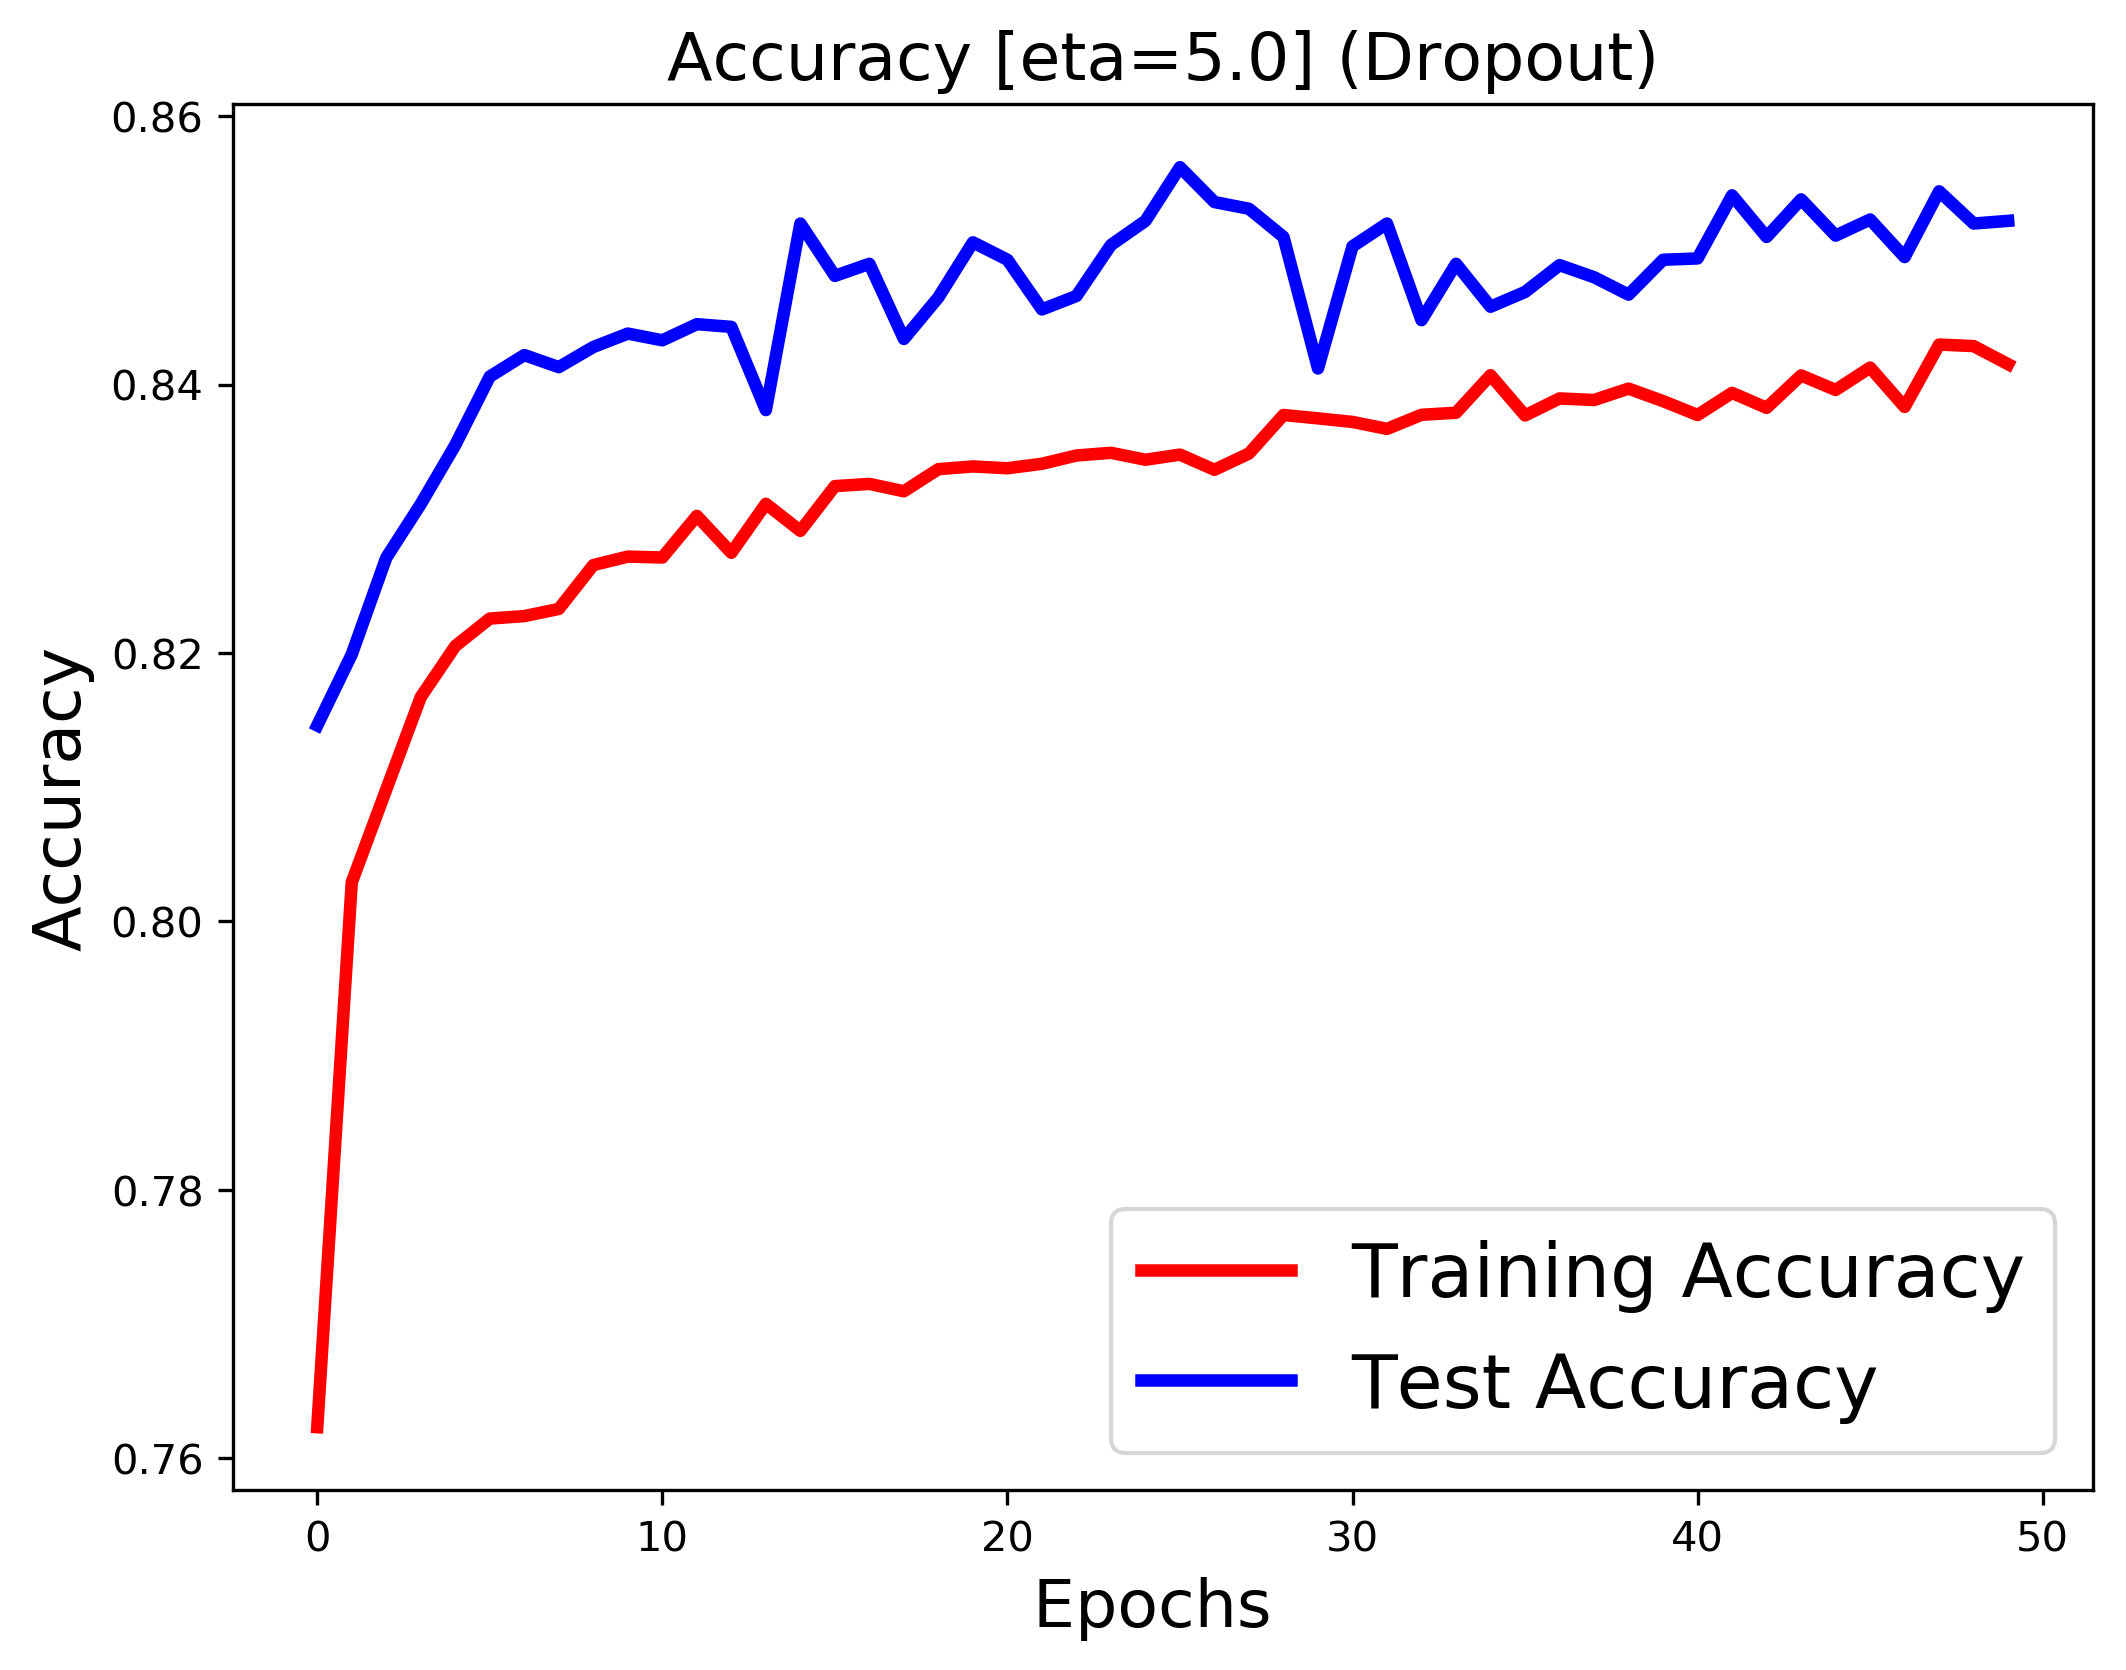 Accuracy [eta=5.0] (Dropout)
Accuracy
0.86
0.84
0.82
0.80
0.78
0.76
0 10 20 30 40 50
Epochs
Training Accuracy
Test Accuracy